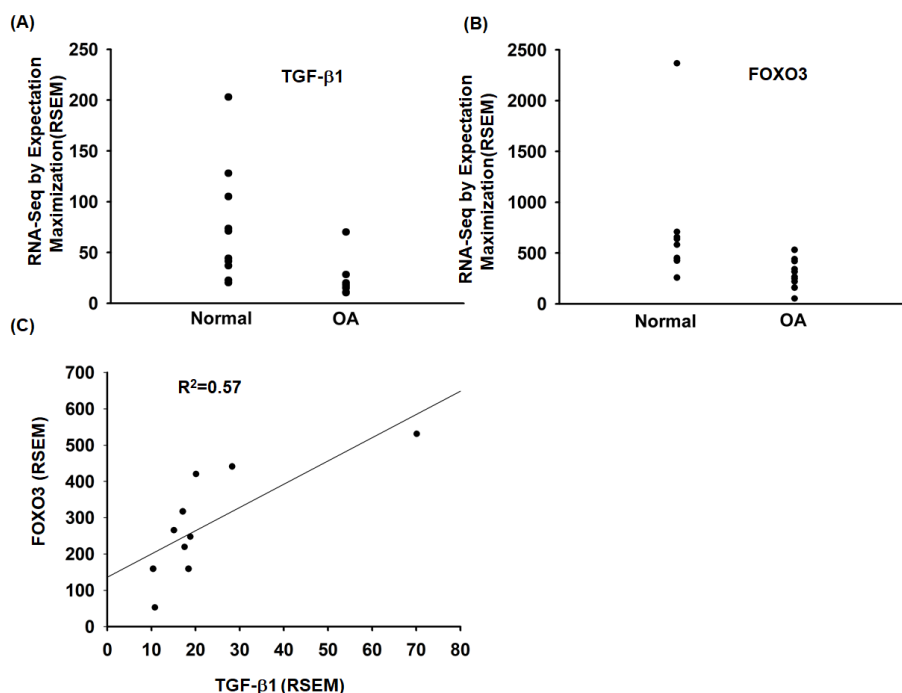 (A)
TGF-β1
RNA-Seq by Expectation
Maximization(RSEM)
250
200
150
100
50
0
Normal
OA
(B)
FOXO3
RNA-Seq by Expectation
Maximization(RSEM)
2500
2000
1500
1000
500
0
Normal
OA
(C)
R²=0.57
FOXO3 (RSEM)
700
600
500
400
300
200
100
0
0 10 20 30 40 50 60 70 80
TGF-β1 (RSEM)